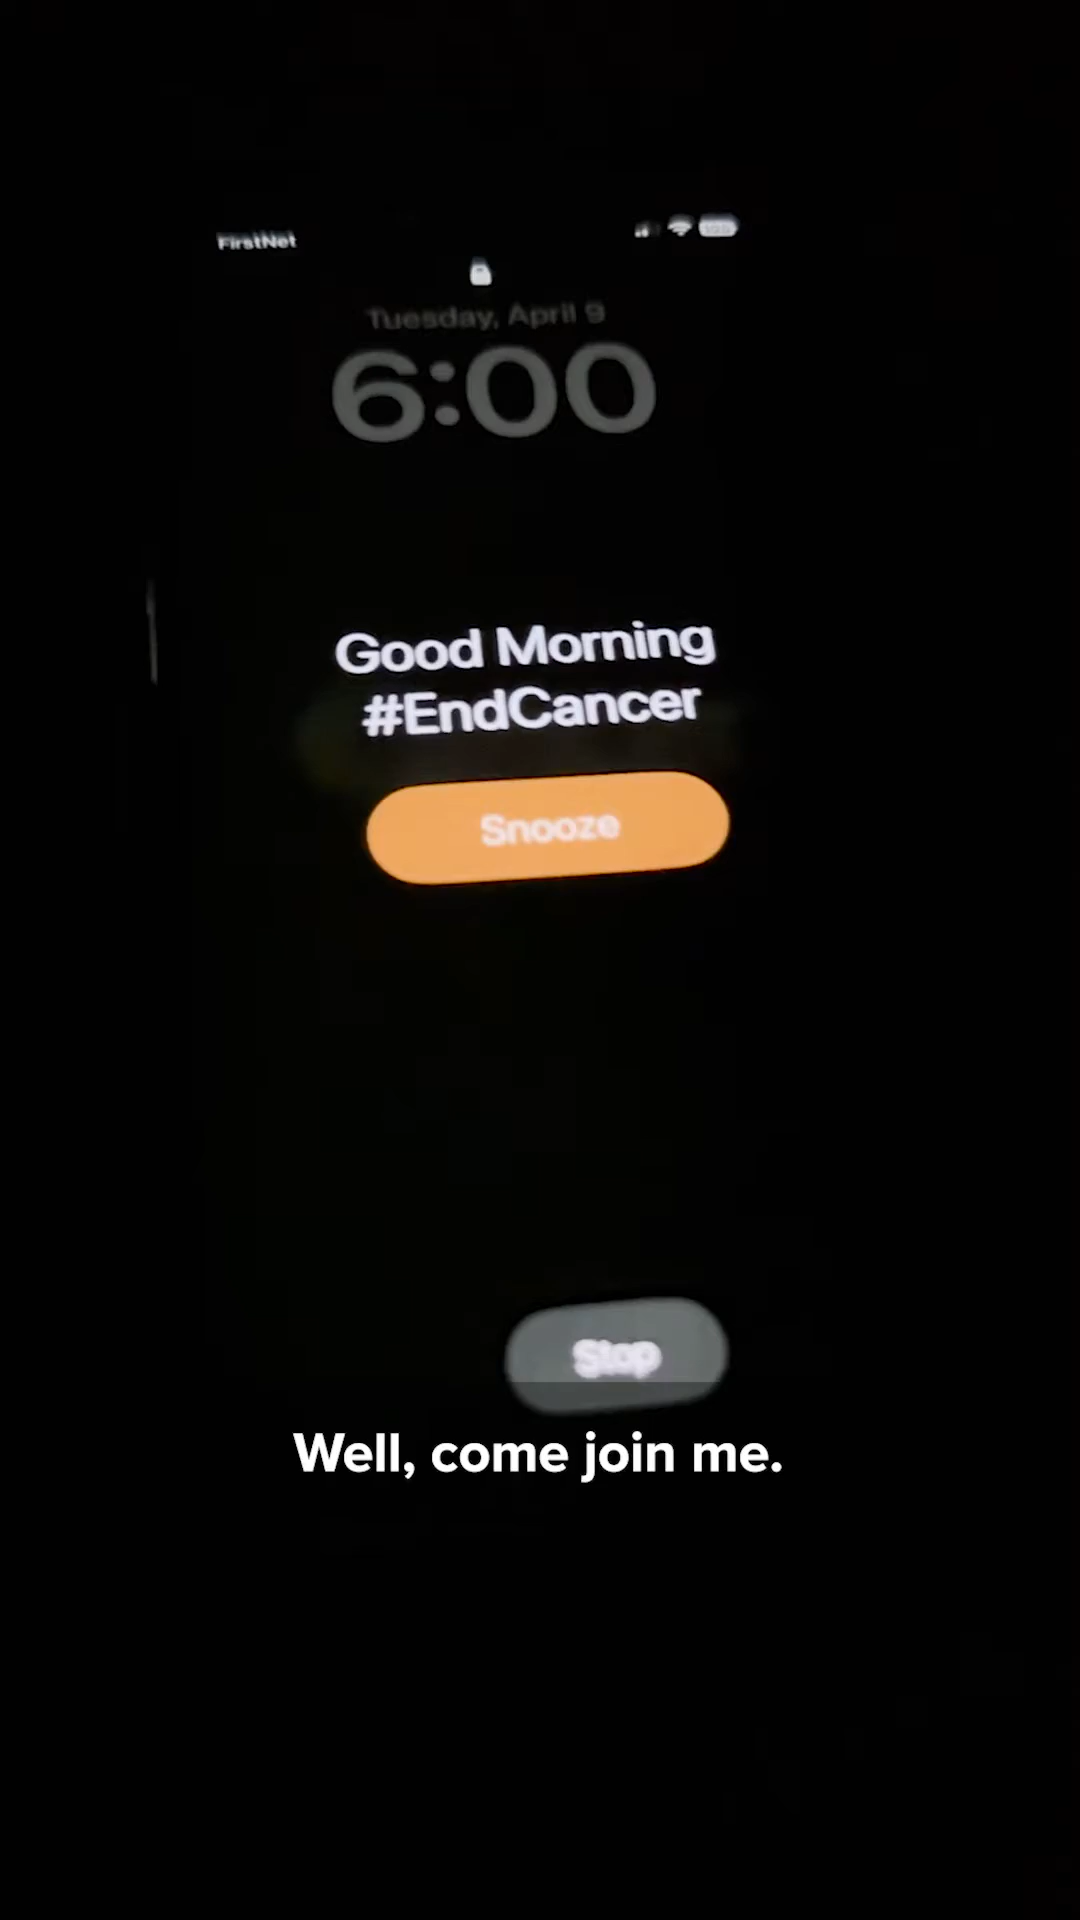 FirstNet
Tuesday, April 9
6:00
Good Morning
#EndCancer
Snooze
Stop
Well, come join me.